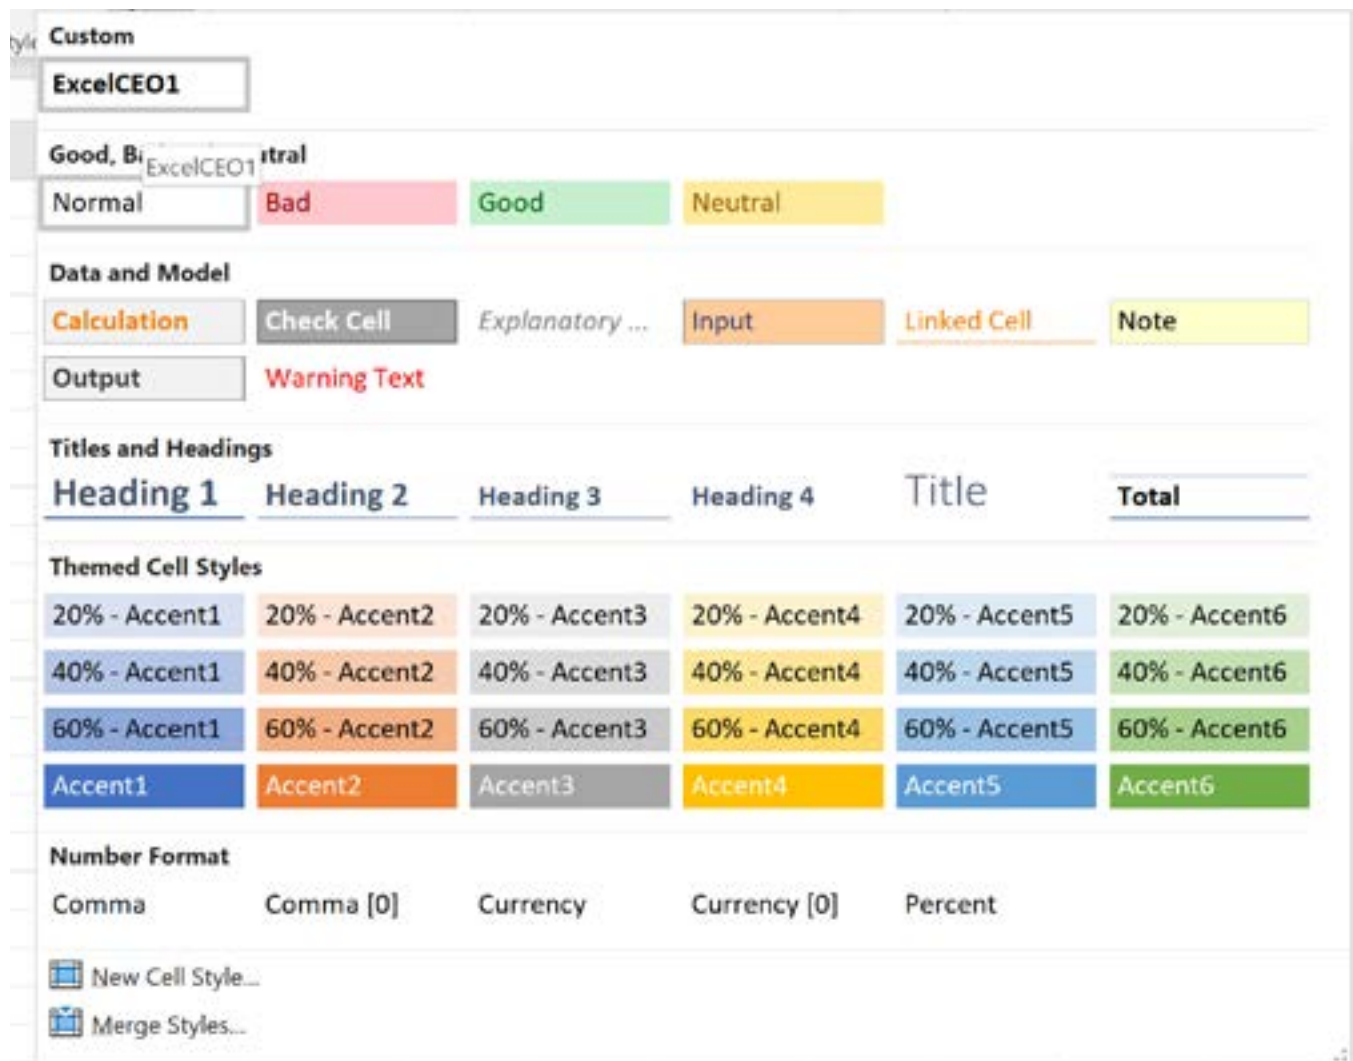 Custom
ExcelCEO1
Good, Ba utral
ExcelCEO1
Normal Bad Good Neutral
Data and Model
Calculation Check Cell Explanatory ... Input Linked Cell Note
Output Warning Text
Titles and Headings
Heading 1 Heading 2 Heading 3 Heading 4 Title Total
Themed Cell Styles
20% - Accent1 20% - Accent2 20% - Accent3 20% - Accent4 20% - Accent5 20% - Accent6
40% - Accent1 40% - Accent2 40% - Accent3 40% - Accent4 40% - Accent5 40% - Accent6
60% - Accent1 60% - Accent2 60% - Accent3 60% - Accent4 60% - Accent5 60% - Accent6
Accent1 Accent2 Accent3 Accent4 Accent5 Accent6
Number Format
Comma Comma [0] Currency Currency [0] Percent
New Cell Style...
Merge Styles...